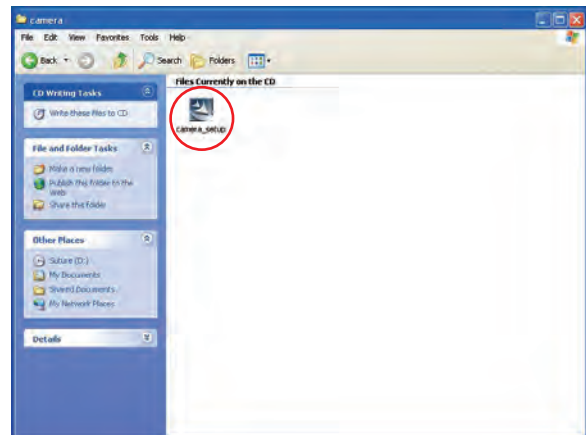 camera
File Edit View Favorites Tools Help
Back Search Folders
CD Writing Tasks
Write these files to CD
File and Folder Tasks
Make a new folder
Publish this folder to the
web
Share this folder
Other Places
Suture (D:)
My Documents
Shared Documents
My Network Places
Details
Files Currently on the CD
camera_setup